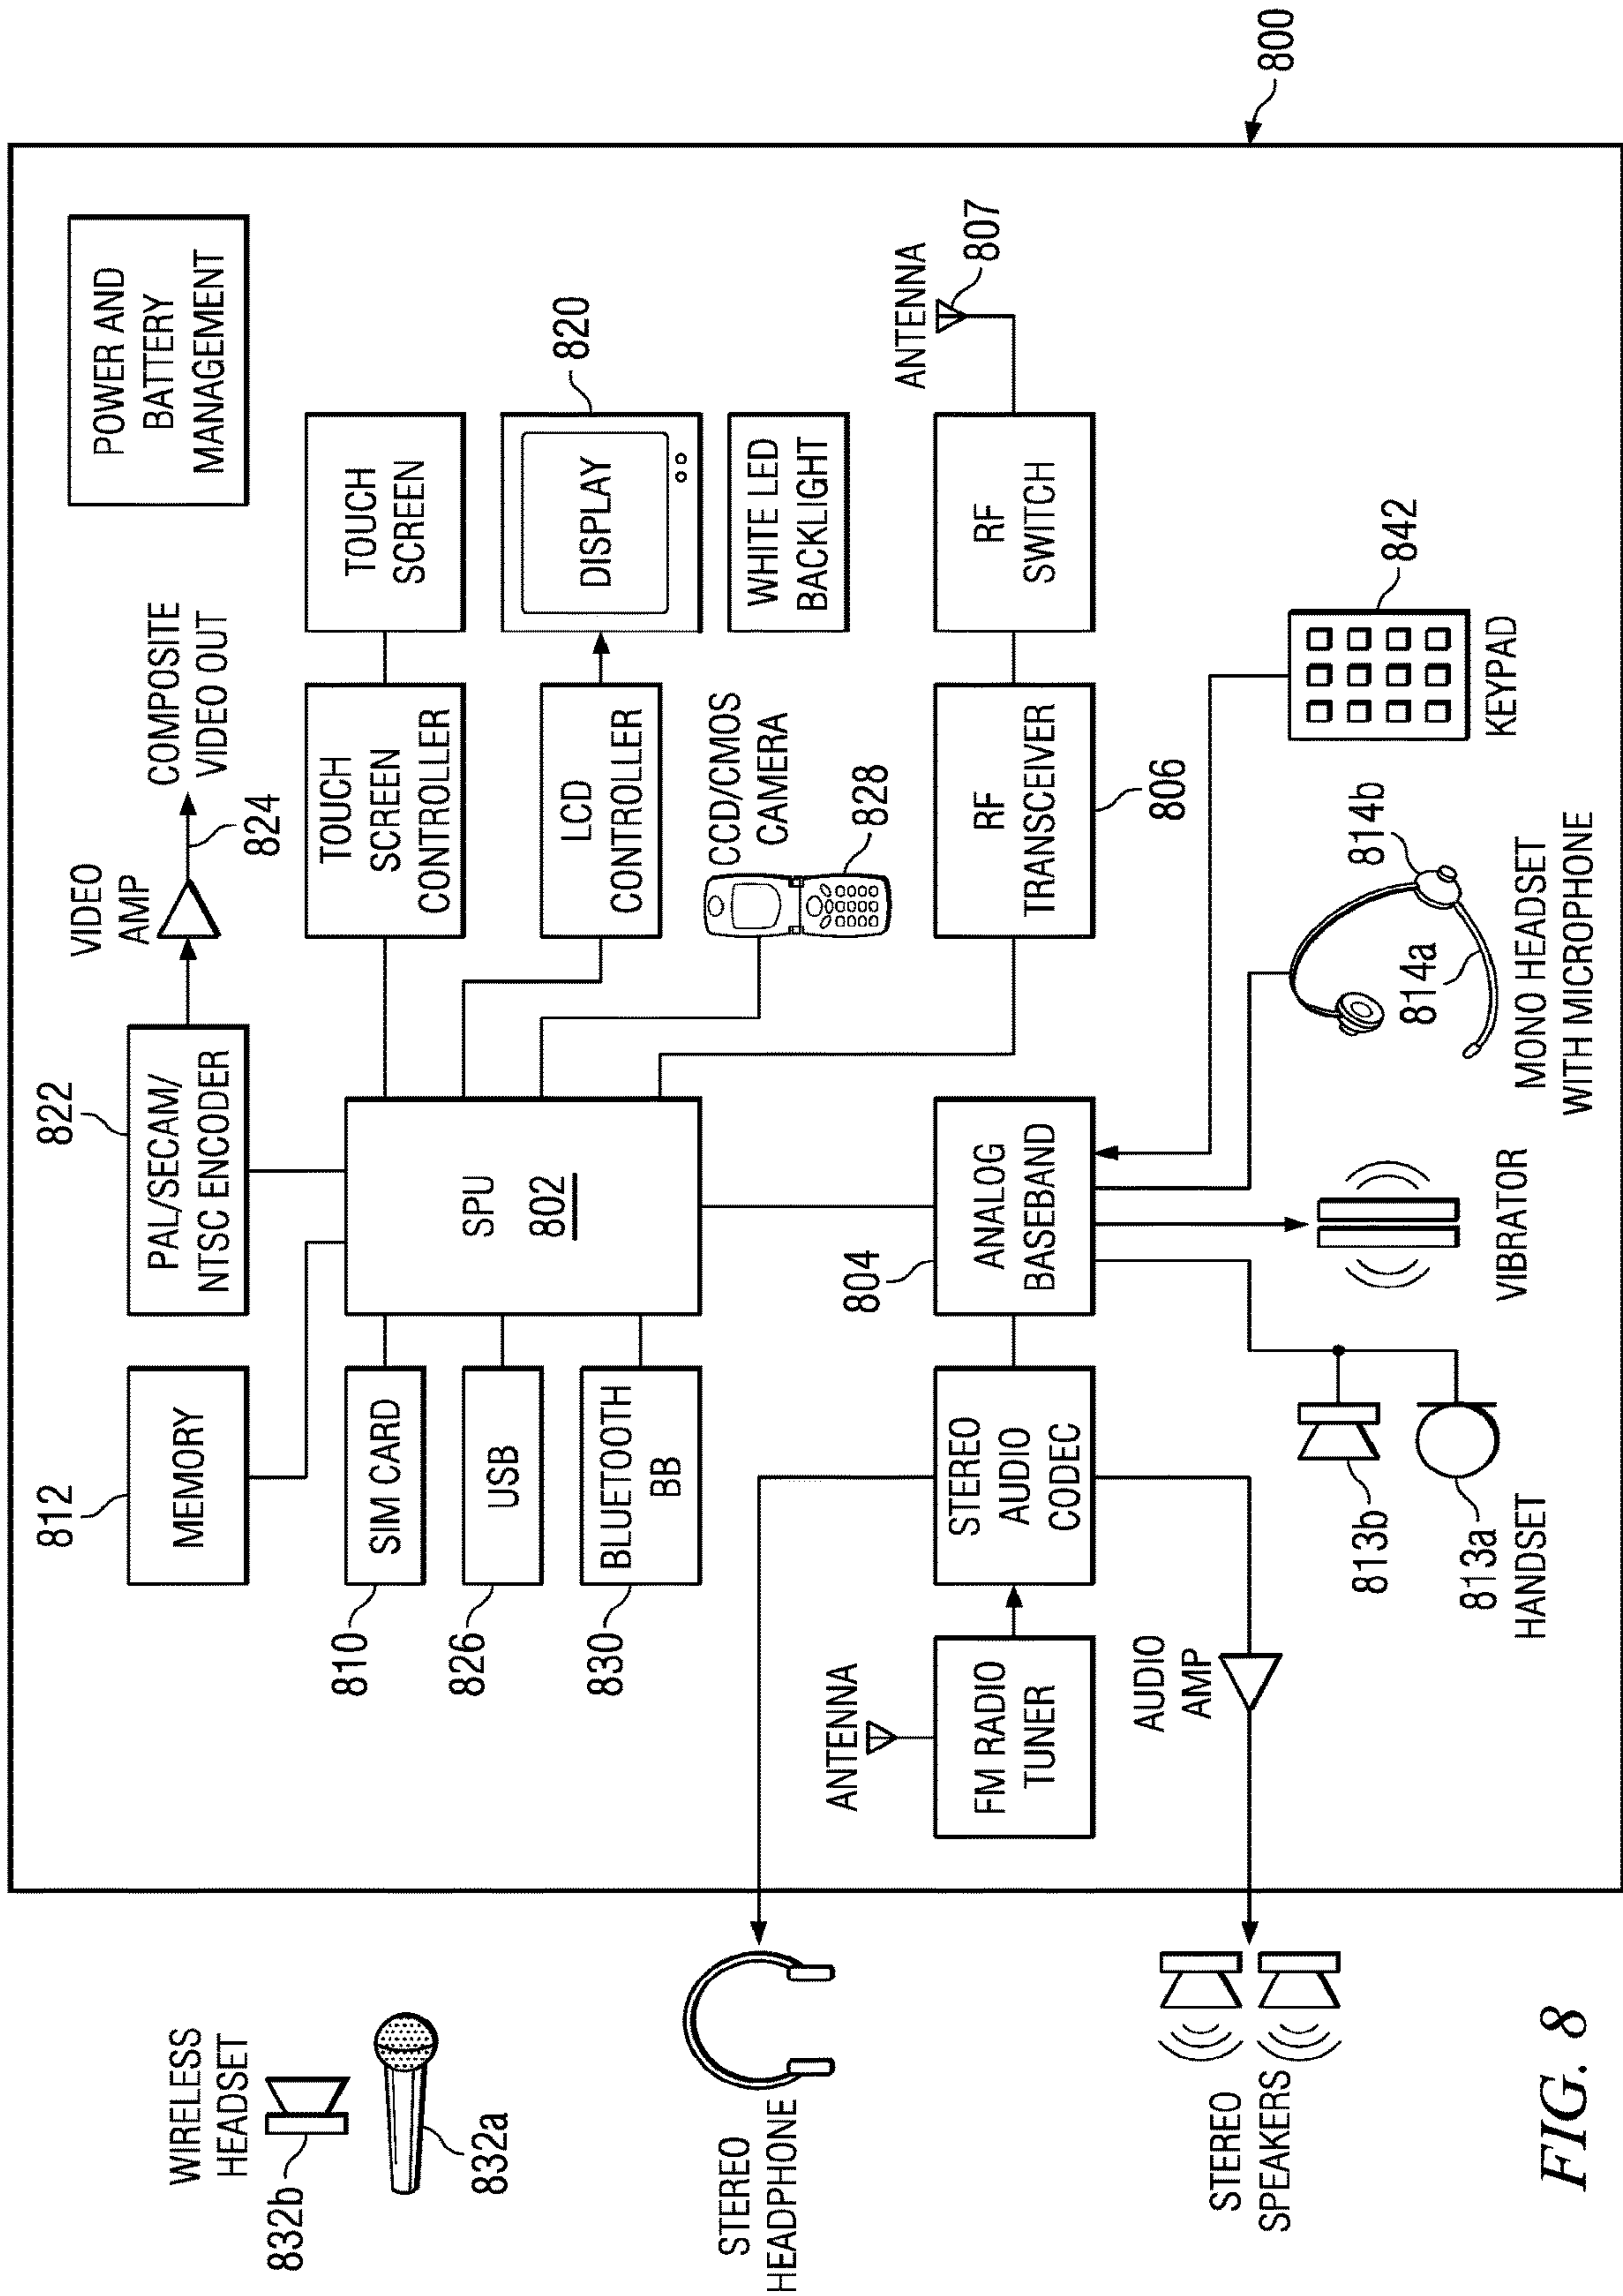 WIRELESS
HEADSET
832b
832a
STEREO
HEADPHONE
STEREO
SPEAKERS
812
MEMORY
822
PAL/SECAM/
NTSC ENCODER
VIDEO
AMP
824
COMPOSITE
VIDEO OUT
POWER AND
BATTERY
MANAGEMENT
810
SIM CARD
826
USB
830
BLUETOOTH
BB
SPU
802
TOUCH
SCREEN
CONTROLLER
TOUCH
SCREEN
LCD
CONTROLLER
DISPLAY
820
WHITE LED
BACKLIGHT
CCD/CMOS
CAMERA
828
ANTENNA
FM RADIO
TUNER
STEREO
AUDIO
CODEC
804
ANALOG
BASEBAND
RF
TRANSCEIVER
806
RF
SWITCH
ANTENNA
807
AUDIO
AMP
813b
813a
HANDSET
VIBRATOR
814a
814b
MONO HEADSET
WITH MICROPHONE
842
KEYPAD
800
FIG. 8